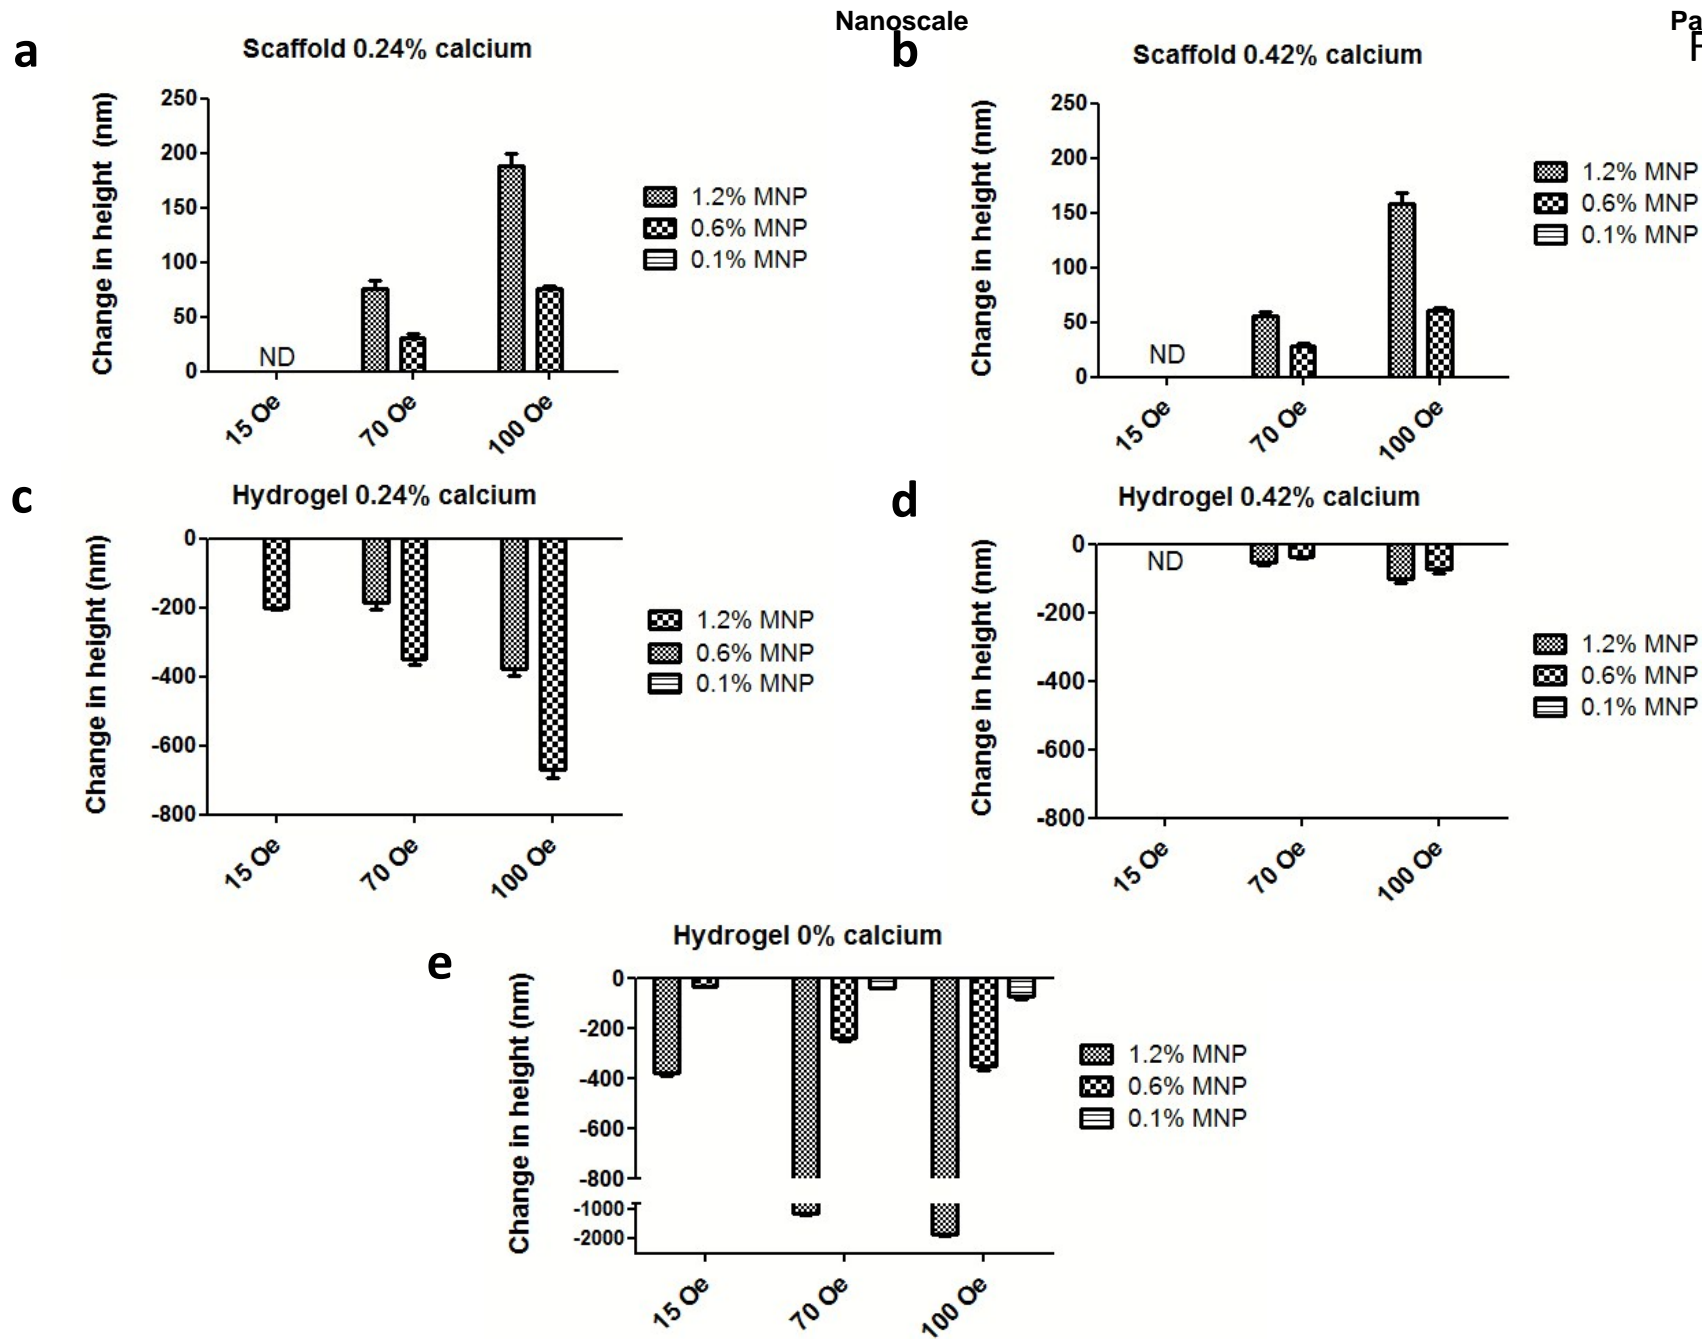 Nanoscale
Pa
F
a
Scaffold 0.24% calcium
Change in height (nm)
250
200
150
100
50
0
ND
15 Oe
70 Oe
100 Oe
1.2% MNP
0.6% MNP
0.1% MNP
b
Scaffold 0.42% calcium
Change in height (nm)
250
200
150
100
50
0
ND
15 Oe
70 Oe
100 Oe
1.2% MNP
0.6% MNP
0.1% MNP
c
Hydrogel 0.24% calcium
Change in height (nm)
0
-200
-400
-600
-800
15 Oe
70 Oe
100 Oe
1.2% MNP
0.6% MNP
0.1% MNP
d
Hydrogel 0.42% calcium
Change in height (nm)
0
-200
-400
-600
-800
ND
15 Oe
70 Oe
100 Oe
1.2% MNP
0.6% MNP
0.1% MNP
e
Hydrogel 0% calcium
Change in height (nm)
0
-200
-400
-600
-800
-1000
-2000
15 Oe
70 Oe
100 Oe
1.2% MNP
0.6% MNP
0.1% MNP